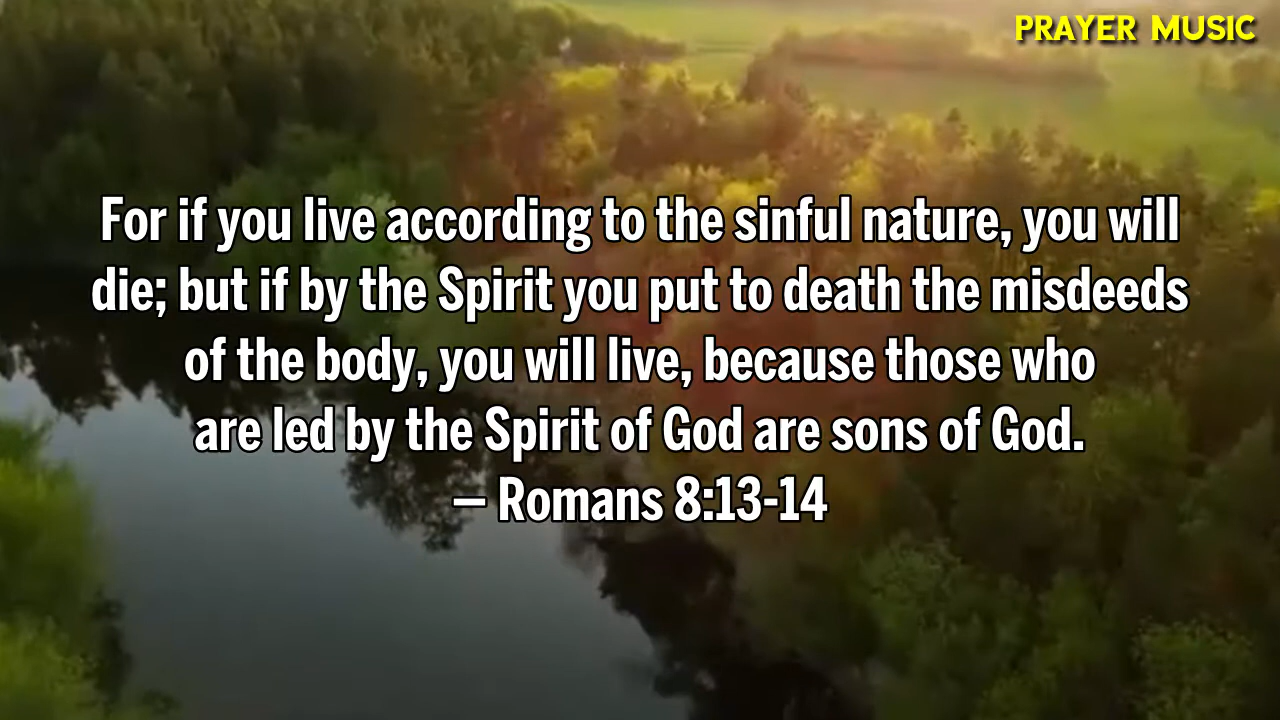 PRAYER MUSIC
For if you live according to the sinful nature, you will
die; but if by the Spirit you put to death the misdeeds
of the body, you will live, because those who
are led by the Spirit of God are sons of God.
– Romans 8:13-14